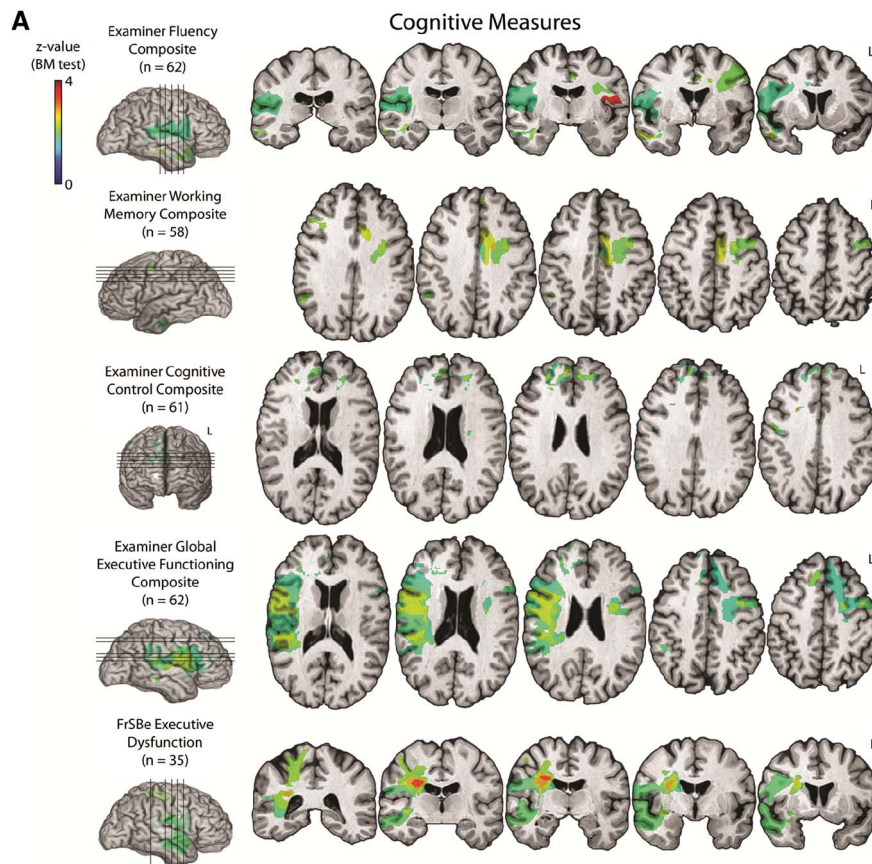 A
Cognitive Measures
Examiner Fluency
Composite
(n = 62)
z-value
(BM test)
4
0
L
Examiner Working
Memory Composite
(n = 58)
Examiner Cognitive
Control Composite
(n = 61)
L
L
Examiner Global
Executive Functioning
Composite
(n = 62)
L
FrSBe Executive
Dysfunction
(n = 35)